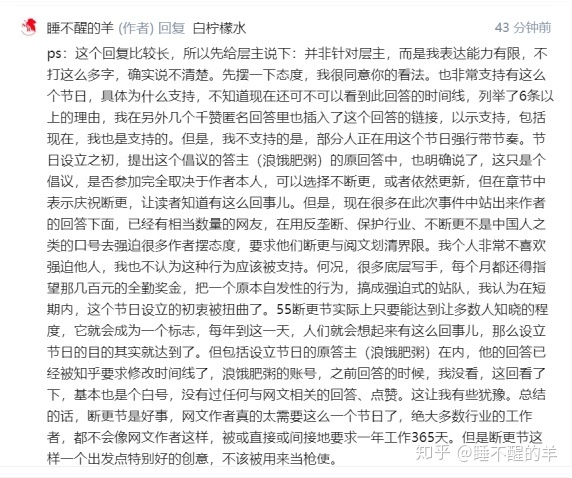 睡不醒的羊 (作者) 回复 白柠檬水 43 分钟前
ps：这个回复比较长，所以先给层主说下：并非针对层主，而是我表达能力有限，不
打这么多字，确实说不清楚。先摆一下态度，我很同意你的看法。也非常支持有这么
个节日，具体为什么支持，不知道现在还可不可以看到此回答的时间线，列举了6条以
上的理由，我在另外几个千赞匿名回答里也插入了这个回答的链接，以示支持，包括
现在，我也是支持的。但是，我不支持的是，部分人正在用这个节日强行带节奏。节
日设立之初，提出这个倡议的答主（浪饿肥粥）的原回答中，也明确说了，这只是个
倡议，是否参加完全取决于作者本人，可以选择不断更，或者依然更新，但在章节中
表示庆祝断更，让读者知道有这么回事儿。但是，现在很多在此次事件中站出来作者
的回答下面，已经有相当数量的网友，在用反垄断、保护行业、不断更不是中国人之
类的口号去强迫很多作者摆态度，要求他们断更与阅文划清界限。我个人非常不喜欢
强迫他人，我也不认为这种行为应该被支持。何况，很多底层写手，每个月都还得指
望那几百元的全勤奖金，把一个原本自发性的行为，搞成强迫式的站队，我认为在短
期内，这个节日设立的初衷被扭曲了。55断更节实际上只要能达到让多数人知晓的程
度，它就会成为一个标志，每年到这一天，人们就会想起来有这么回事儿，那么设立
节日的目的其实就达到了。但包括设立节日的原答主（浪饿肥粥）在内，他的回答已
经被知乎要求修改时间线了，浪饿肥粥的账号，之前回答的时候，我没看，这回看了
下，基本也是个白号，没有过任何与网文相关的回答、点赞。这让我有些犹豫。总结
的话，断更节是好事，网文作者真的太需要这么一个节日了，绝大多数行业的工作
者，都不会像网文作者这样，被或直接或间接地要求一年工作365天。但是断更节这
样一个出发点特别好的创意，不该被用来当枪使。
知乎 @睡不醒的羊